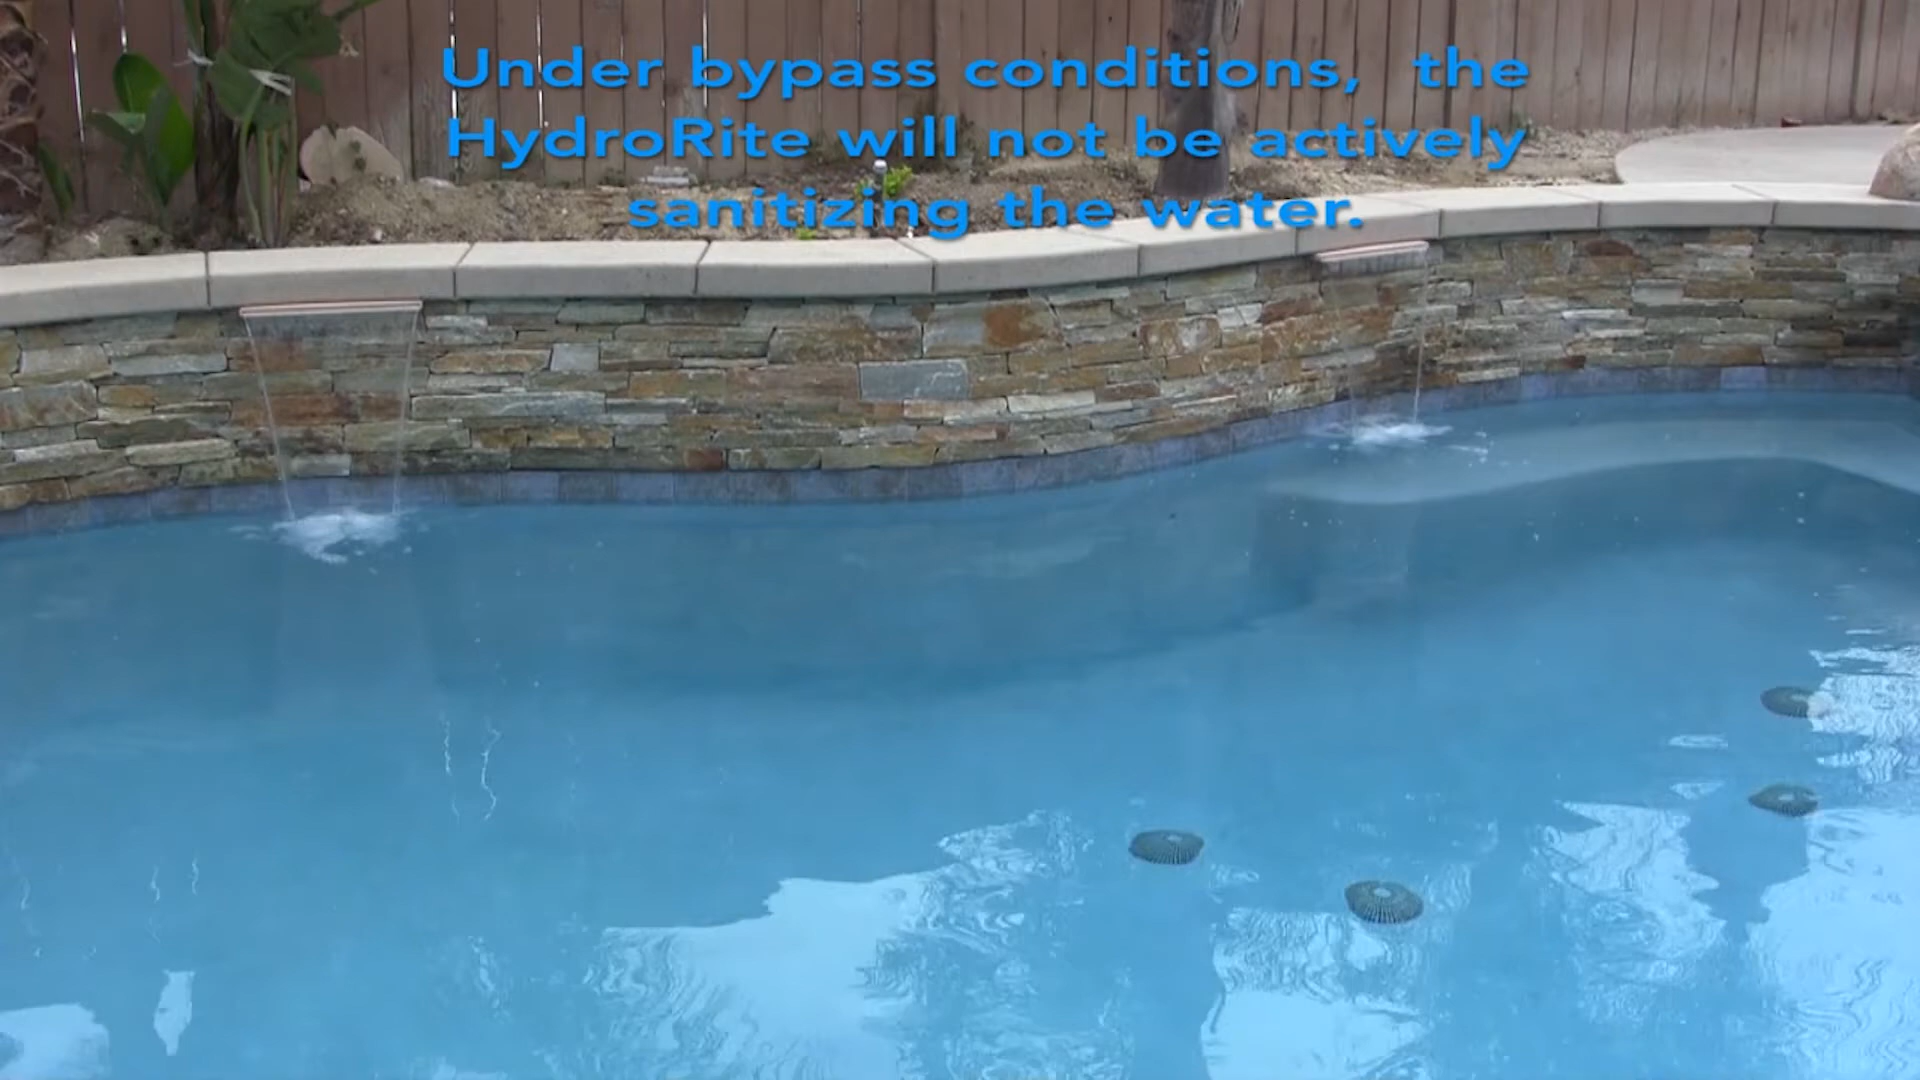 Under bypass conditions,  the
HydroRite will not be actively
sanitizing the water.